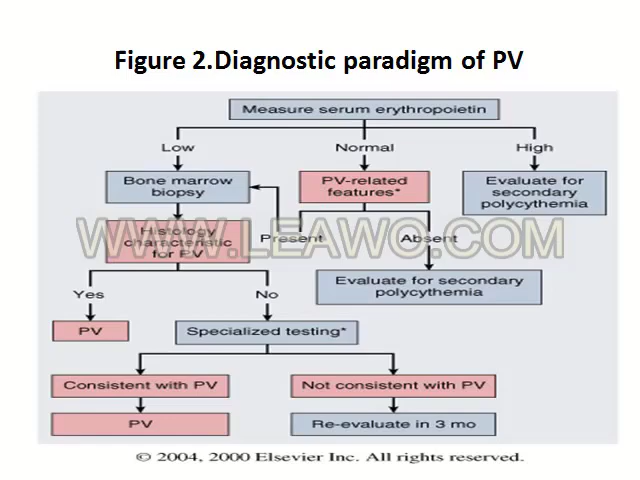 Figure 2.Diagnostic paradigm of PV
Measure serum erythropoietin
Low
Normal
High
Bone marrow
biopsy
PV-related
features*
Evaluate for
secondary
polycythemia
WWW.LEAWO.COM
Histology
characteristic
for PV
Present
Absent
Evaluate for secondary
polycythemia
Yes
No
PV
Specialized testing*
Consistent with PV
Not consistent with PV
PV
Re-evaluate in 3 mo
© 2004, 2000 Elsevier Inc. All rights reserved.